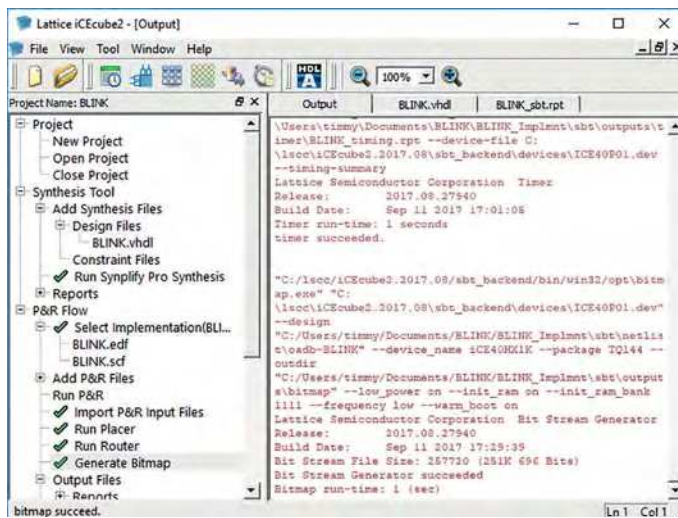 Lattice iCEcube2 - [Output]
File View Tool Window Help
100%
Project Name: BLINK
Project
New Project
Open Project
Close Project
Synthesis Tool
Add Synthesis Files
Design Files
BLINK.vhdl
Constraint Files
Run Synplify Pro Synthesis
Reports
P&R Flow
Select Implementation(BLI...
BLINK.edf
BLINK.scf
Add P&R Files
Run P&R
Import P&R Input Files
Run Placer
Run Router
Generate Bitmap
Output Files
Reports
Output BLINK.vhdl BLINK_sbt.rpt
\Users\timmy\Documents\BLINK\BLINK_Implmnt\sbt\outputs\t
imer\BLINK_timing.rpt --device-file C:
\lscc\iCEcube2.2017.08\sbt_backend\devices\ICE40P01.dev
--timing-summary
Lattice Semiconductor Corporation Timer
Release: 2017.08.27940
Build Date: Sep 11 2017 17:01:05
Timer run-time: 1 seconds
timer succeeded.
"C:/lscc/iCEcube2.2017.08/sbt_backend/bin/win32/opt\bitm
ap.exe" "C:
\lscc\iCEcube2.2017.08\sbt_backend\devices\ICE40P01.dev"
--design
"C:/Users/timmy/Documents/BLINK/BLINK_Implmnt\sbt\netlis
t\oadb-BLINK" --device_name iCE40HX1K --package TQ144 --
outdir
"C:/Users/timmy/Documents/BLINK/BLINK_Implmnt\sbt\output
s\bitmap" --low_power on --init_ram on --init_ram_bank
1111 --frequency low --warm_boot on
Lattice Semiconductor Corporation Bit Stream Generator
Release: 2017.08.27940
Build Date: Sep 11 2017 17:29:39
Bit Stream File Size: 257720 (251K 696 Bits)
Bit Stream Generator succeeded
Bitmap run-time: 1 (sec)
bitmap succeed.
Ln 1 Col 1